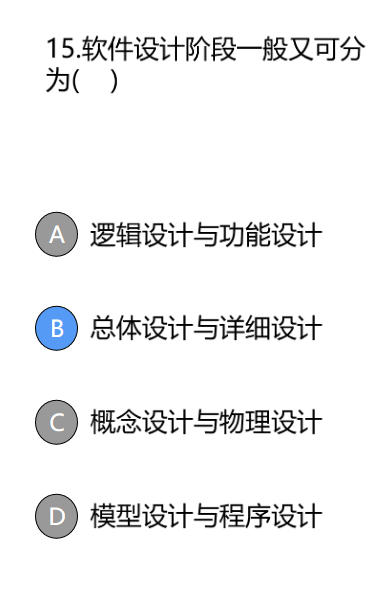 15.软件设计阶段一般又可分
为(    )
A 逻辑设计与功能设计
B 总体设计与详细设计
C 概念设计与物理设计
D 模型设计与程序设计